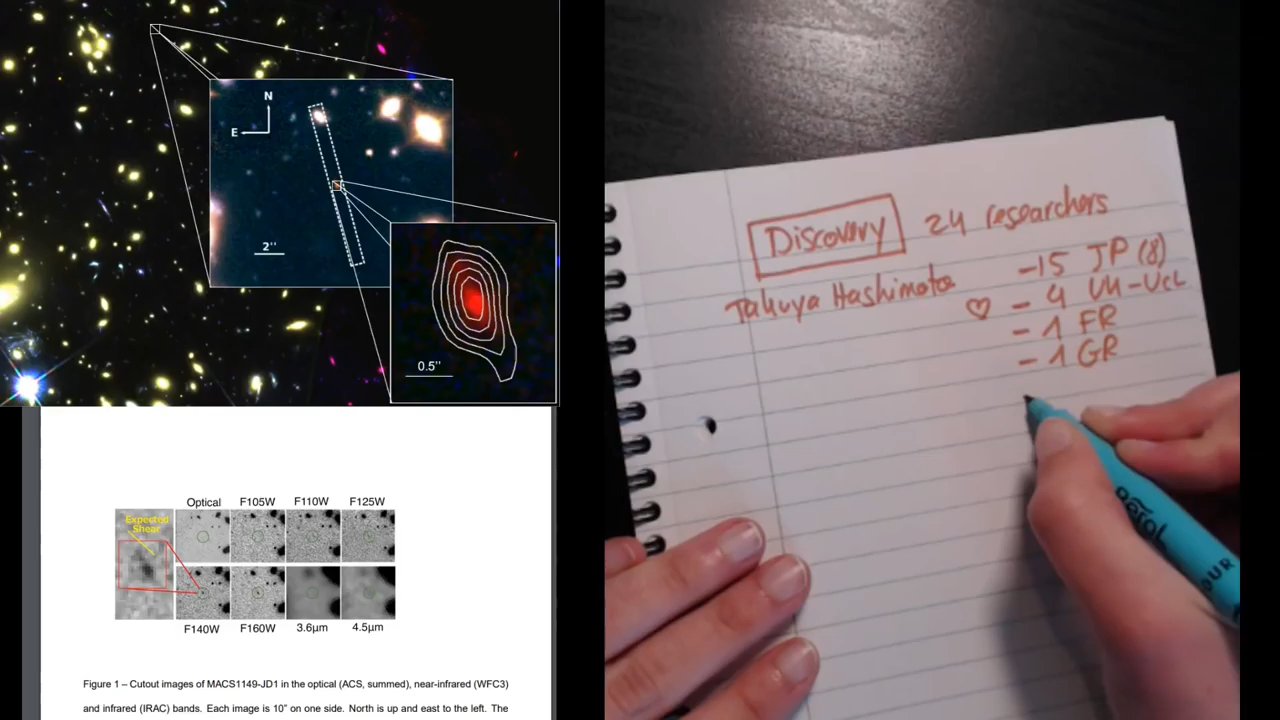 N
E
2"
0.5"
Optical F105W F110W F125W
Expected
Shear
F140W F160W 3.6μm 4.5μm
Figure 1 – Cutout images of MACS1149-JD1 in the optical (ACS, summed), near-infrared (WFC3)
and infrared (IRAC) bands. Each image is 10" on one side. North is up and east to the left. The
Discovery 24 researchers
Takuya Hashimoto
-15 JP (8)
♡ - 4 UK-UCL
- 1 FR
- 1 GR
Berol
OUR